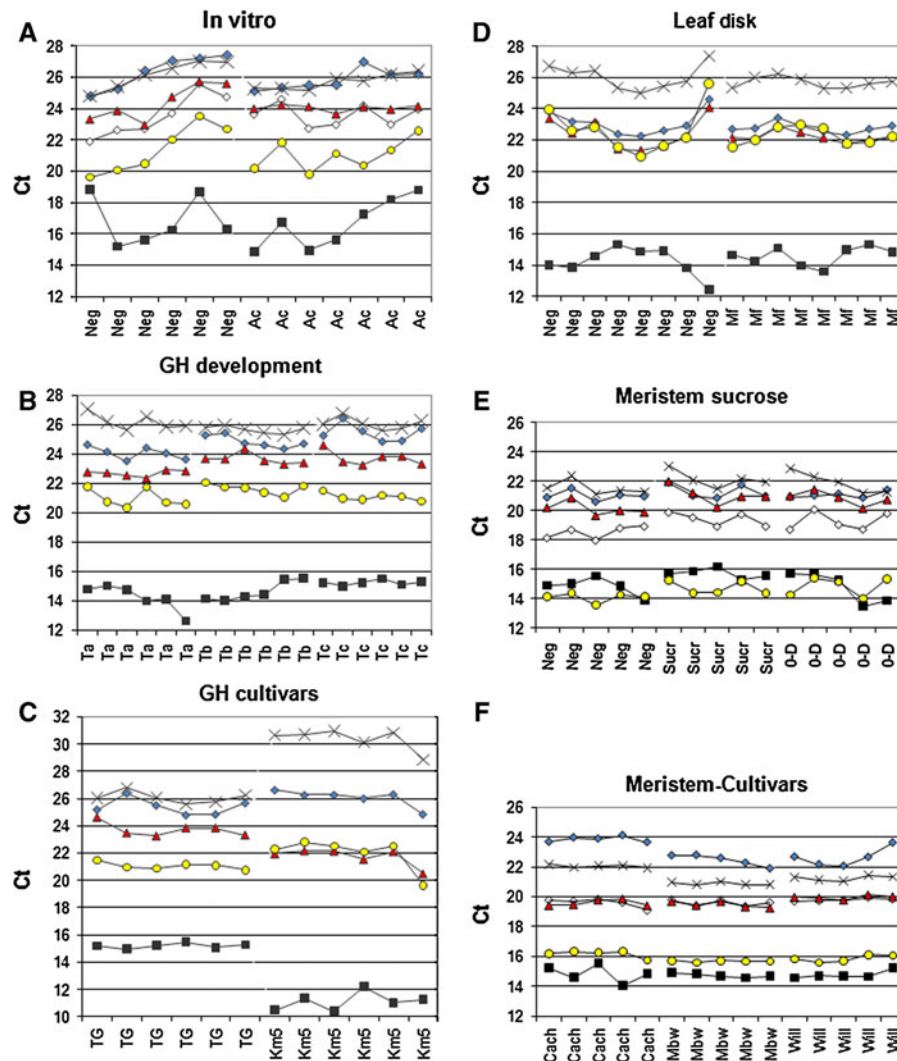 A
In vitro
28
26
24
22
20
18
16
14
12
Ct
Neg Neg Neg Neg Neg Neg Ac Ac Ac Ac Ac Ac Ac
B
GH development
28
26
24
22
20
18
16
14
12
Ct
Ta Ta Ta Ta Ta Ta Tb Tb Tb Tb Tb Tb Tc Tc Tc Tc Tc Tc
C
GH cultivars
32
30
28
26
24
22
20
18
16
14
12
10
Ct
TG TG TG TG TG TG Km5 Km5 Km5 Km5 Km5 Km5
D
Leaf disk
28
26
24
22
20
18
16
14
12
Ct
Neg Neg Neg Neg Neg Neg Neg Neg Mf Mf Mf Mf Mf Mf Mf Mf
E
Meristem sucrose
26
24
22
20
18
16
14
12
Ct
Neg Neg Neg Neg Neg Sucr Sucr Sucr Sucr Sucr 0-D 0-D 0-D 0-D 0-D
F
Meristem-Cultivars
26
24
22
20
18
16
14
12
Ct
Cach Cach Cach Cach Cach Mbw Mbw Mbw Mbw Mbw Will Will Will Will Will